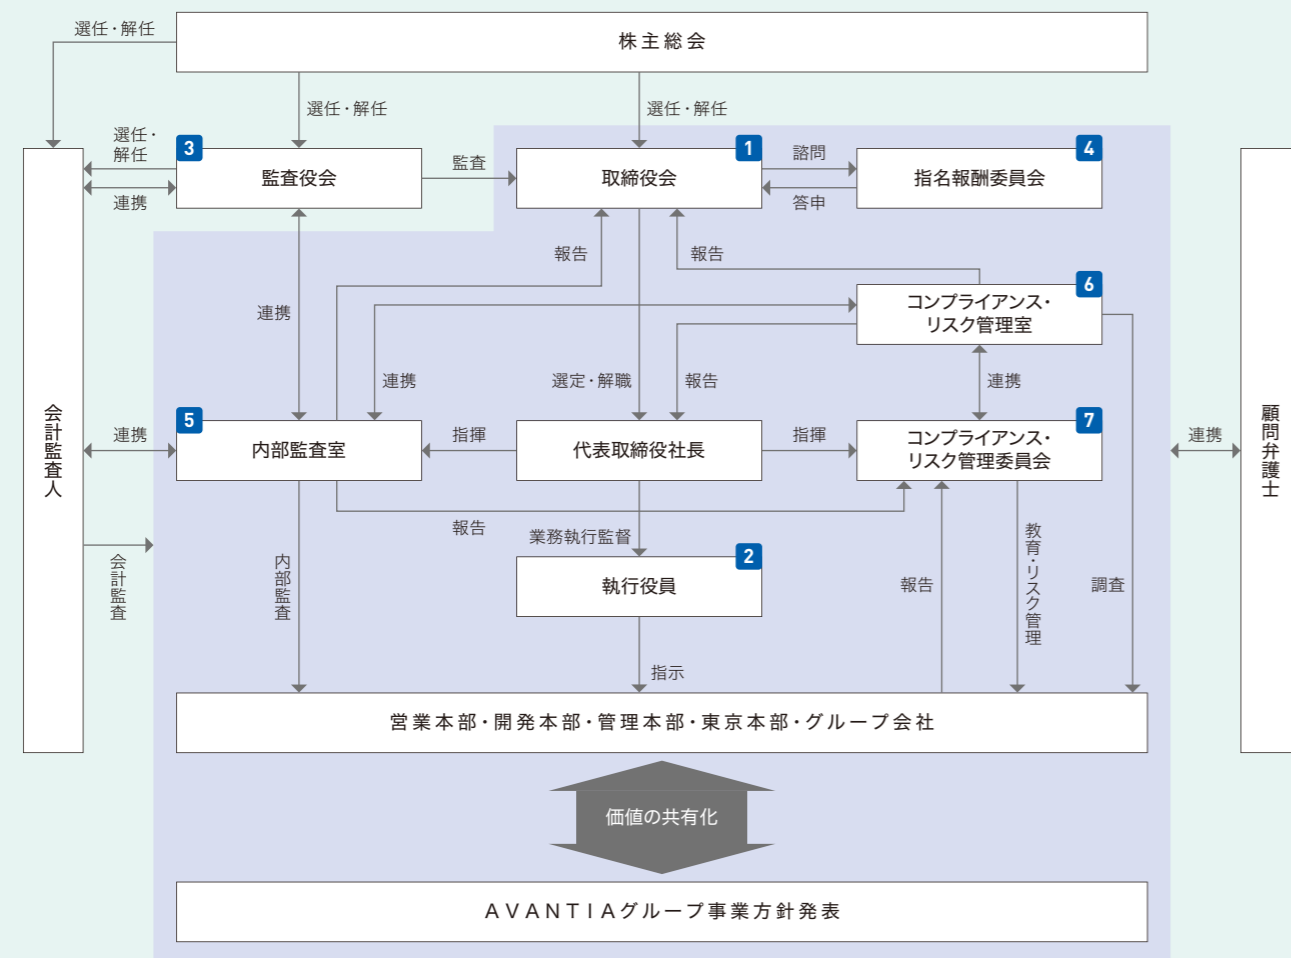 選任・解任
株主総会
選任・解任
選任・解任
選任・
解任
3
監査役会
監査
1
取締役会
諮問
答申
4
指名報酬委員会
連携
報告
報告
連携
6
コンプライアンス・
リスク管理室
連携
選定・解職
報告
連携
会計監査人
連携
5
内部監査室
指揮
代表取締役社長
指揮
7
コンプライアンス・
リスク管理委員会
連携
顧問弁護士
報告
業務執行監督
会計監査
内部監査
2
執行役員
報告
教育・リスク管理
調査
指示
営業本部・開発本部・管理本部・東京本部・グループ会社
価値の共有化
AVANTIAグループ事業方針発表